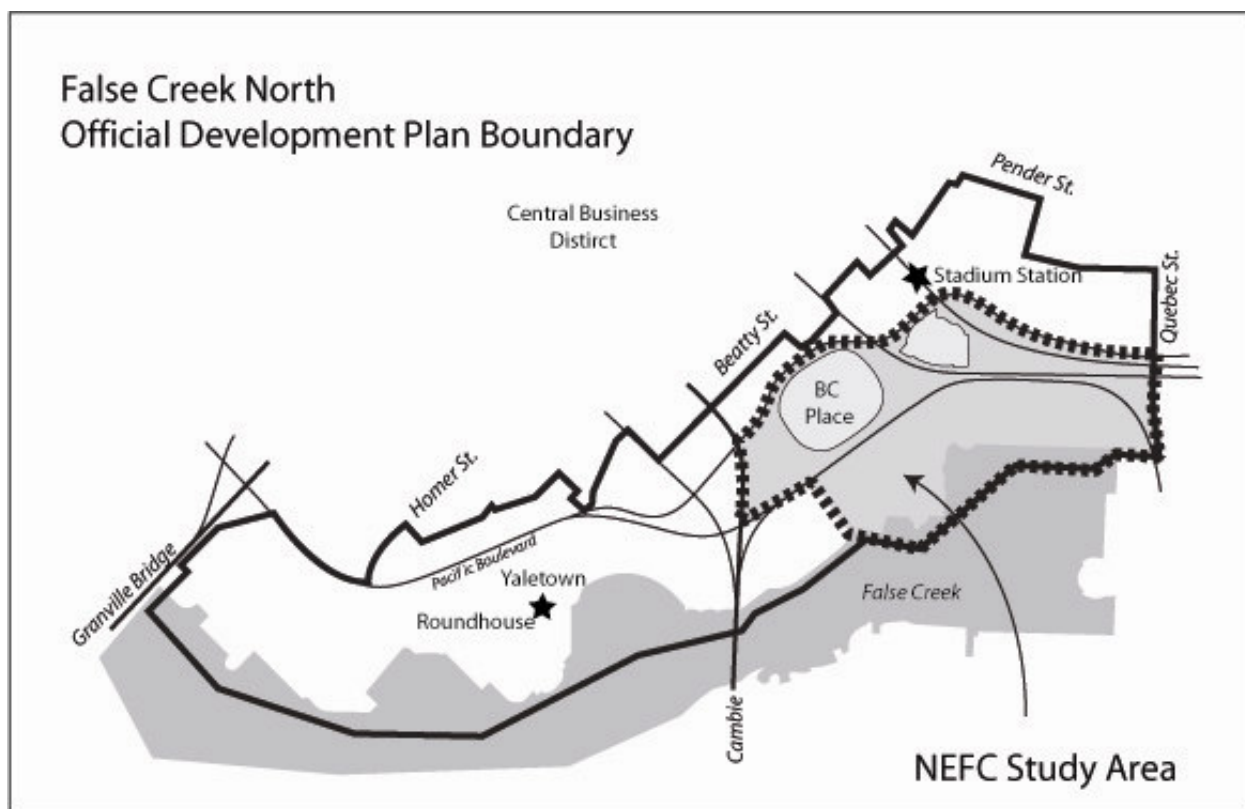 False Creek North
Official Development Plan Boundary
Central Business
Distirct
Pender St.
Stadium Station
Quebec St.
Beatty St.
BC
Place
Homer St.
Pacific Boulevard
Granville Bridge
Yaletown
Roundhouse
False Creek
Cambie
NEFC Study Area